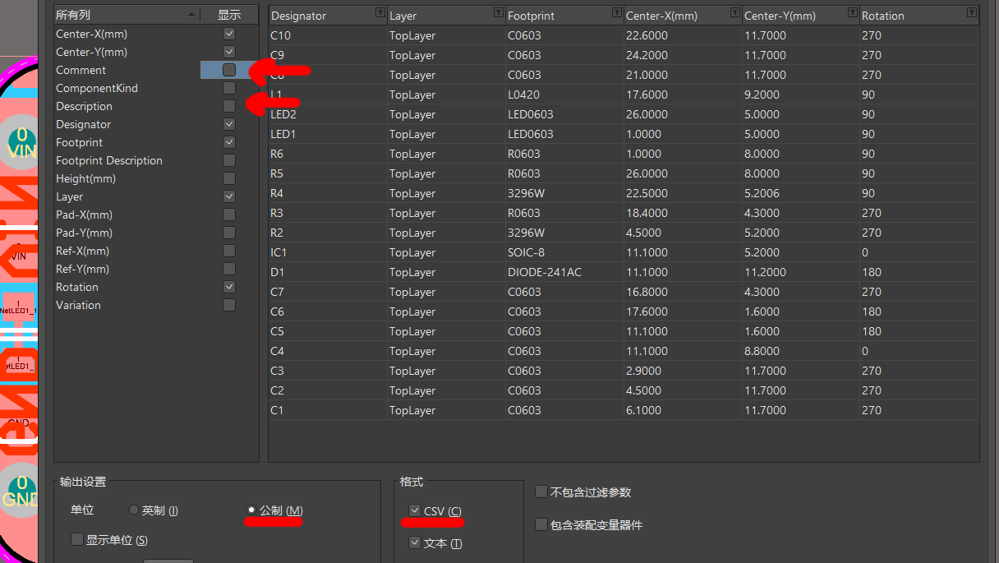 所有列 显示
Center-X(mm)
Center-Y(mm)
Comment
ComponentKind
Description
Designator
Footprint
Footprint Description
Height(mm)
Layer
Pad-X(mm)
Pad-Y(mm)
Ref-X(mm)
Ref-Y(mm)
Rotation
Variation
Designator Layer Footprint Center-X(mm) Center-Y(mm) Rotation
C10 TopLayer C0603 22.6000 11.7000 270
C9 TopLayer C0603 24.2000 11.7000 270
C8 TopLayer C0603 21.0000 11.7000 270
L1 TopLayer L0420 17.6000 9.2000 90
LED2 TopLayer LED0603 26.0000 5.0000 90
LED1 TopLayer LED0603 1.0000 5.0000 90
R6 TopLayer R0603 1.0000 8.0000 90
R5 TopLayer R0603 26.0000 8.0000 90
R4 TopLayer 3296W 22.5000 5.2006 90
R3 TopLayer R0603 18.4000 4.3000 270
R2 TopLayer 3296W 4.5000 5.2000 270
IC1 TopLayer SOIC-8 11.1000 5.2000 0
D1 TopLayer DIODE-241AC 11.1000 11.2000 180
C7 TopLayer C0603 16.8000 4.3000 270
C6 TopLayer C0603 17.6000 1.6000 180
C5 TopLayer C0603 11.1000 1.6000 180
C4 TopLayer C0603 11.1000 8.8000 0
C3 TopLayer C0603 2.9000 11.7000 270
C2 TopLayer C0603 4.5000 11.7000 270
C1 TopLayer C0603 6.1000 11.7000 270
输出设置
单位 英制 (I) 公制 (M)
显示单位 (S)
格式
CSV (C)
文本 (T)
不包含过滤参数
包含装配变量器件
0
VIN
VIN
1
NetLED1_1
1
GND
0
GND